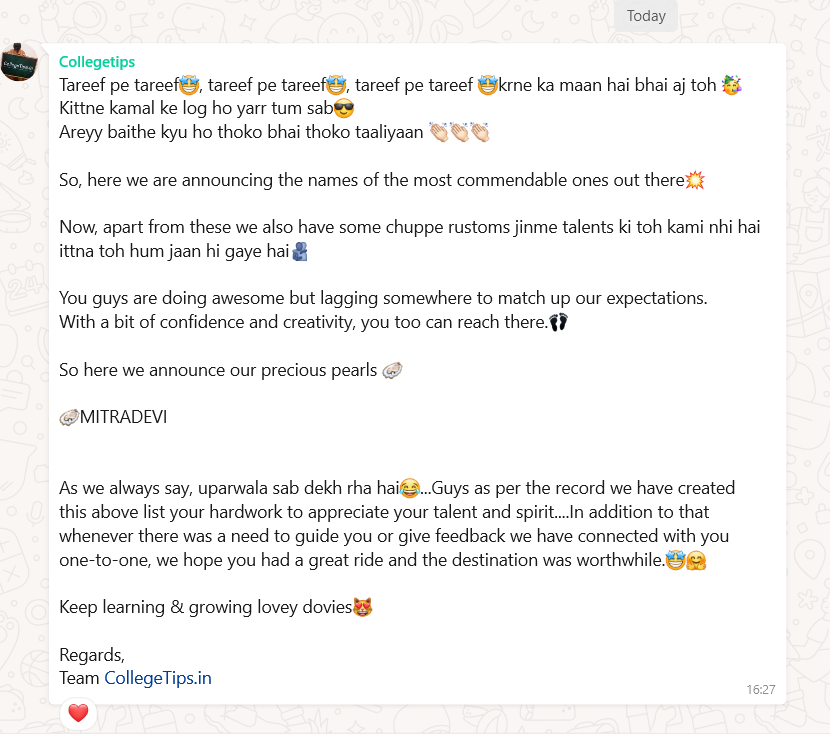 Today
Collegetips
Tareef pe tareef🤩, tareef pe tareef🤩, tareef pe tareef 🤩krne ka maan hai bhai aj toh 🥳
Kittne kamal ke log ho yarr tum sab😎
Areyy baithe kyu ho thoko bhai thoko taaliyaan 👏🏻👏🏻👏🏻
So, here we are announcing the names of the most commendable ones out there💥
Now, apart from these we also have some chuppe rustoms jinme talents ki toh kami nhi hai
ittna toh hum jaan hi gaye hai🫂
You guys are doing awesome but lagging somewhere to match up our expectations.
With a bit of confidence and creativity, you too can reach there.👣
So here we announce our precious pearls 🦪
🦪MITRADEVI
As we always say, uparwala sab dekh rha hai😂...Guys as per the record we have created
this above list your hardwork to appreciate your talent and spirit....In addition to that
whenever there was a need to guide you or give feedback we have connected with you
one-to-one, we hope you had a great ride and the destination was worthwhile.🤩🤗
Keep learning & growing lovey dovies😻
Regards,
Team CollegeTips.in
16:27
❤️